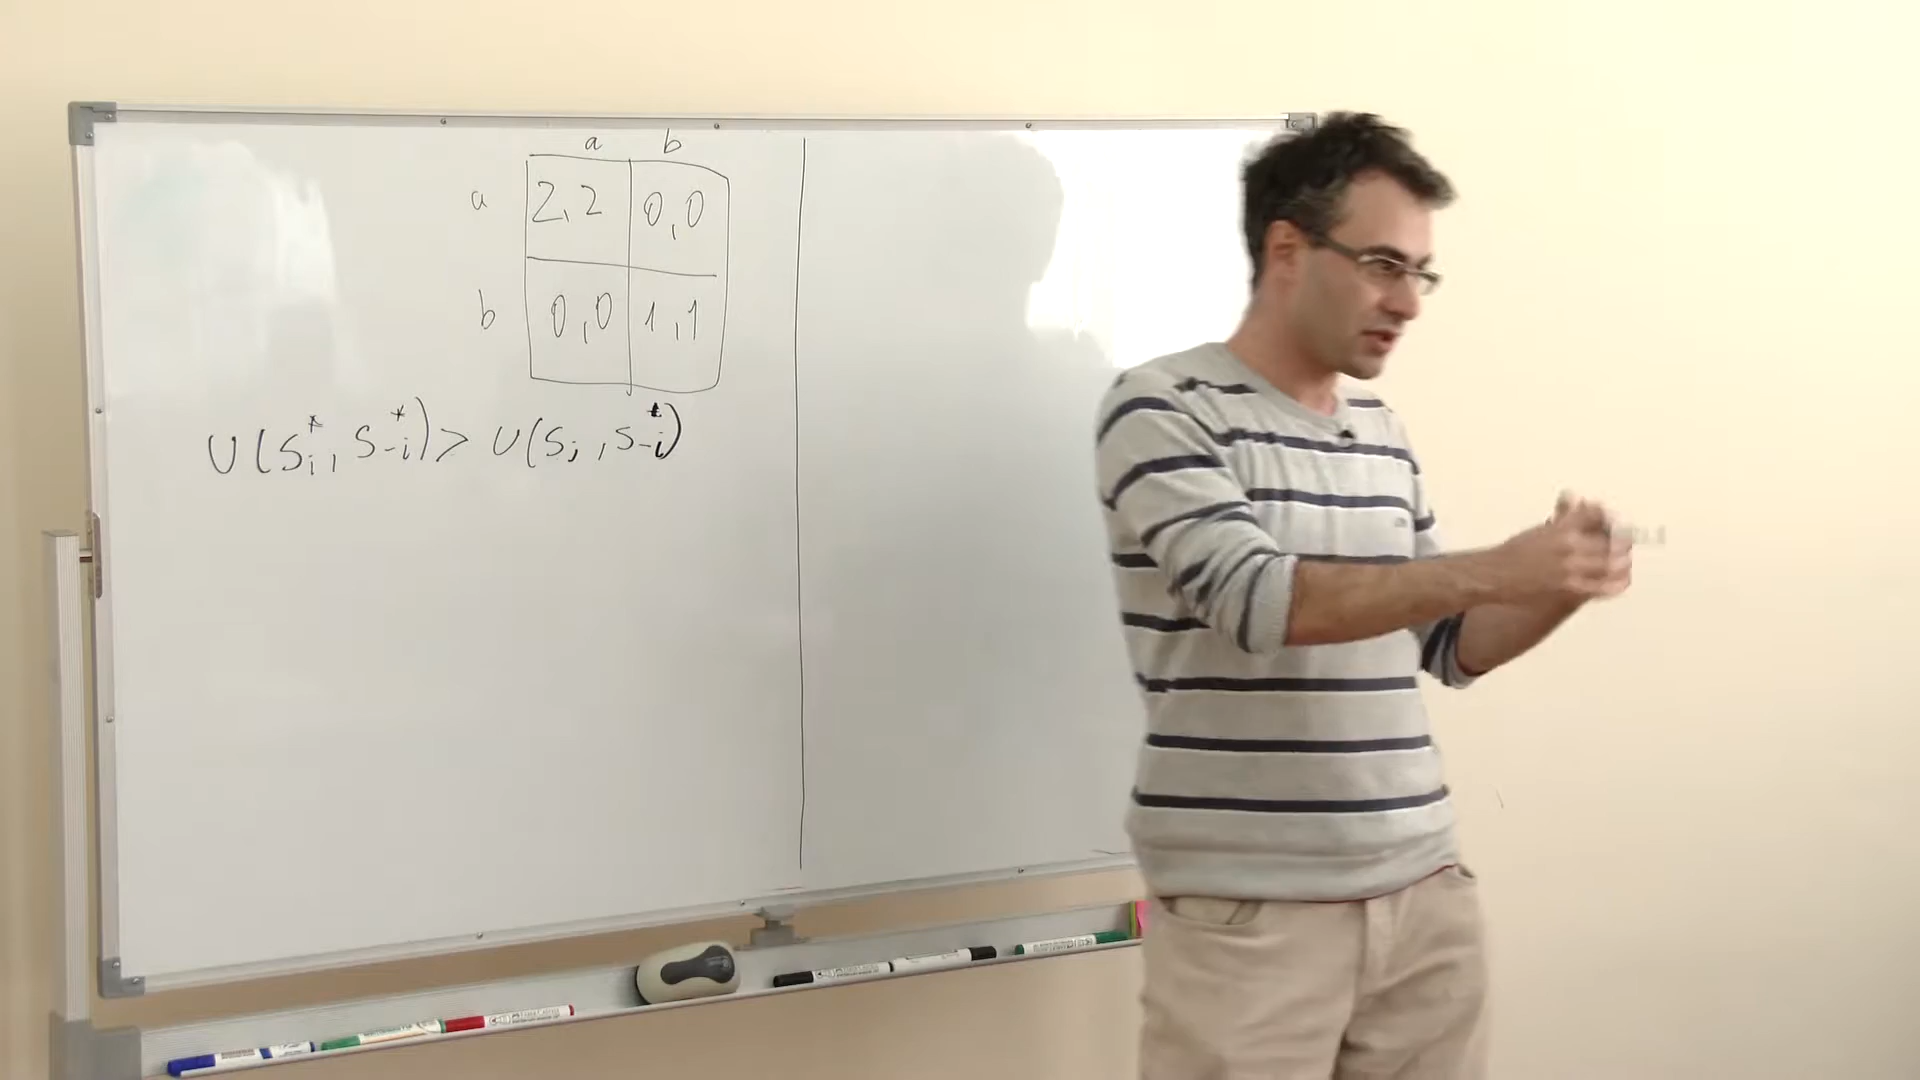 a b
a 2,2 0,0
b 0,0 1,1
U(s*i, s*-i) > U(si, s*-i)